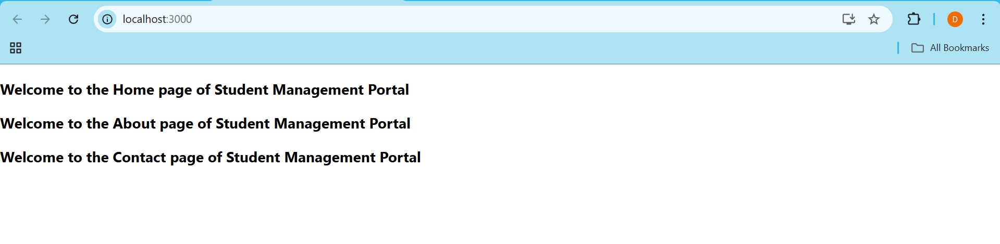 localhost:3000
D
All Bookmarks
Welcome to the Home page of Student Management Portal
Welcome to the About page of Student Management Portal
Welcome to the Contact page of Student Management Portal